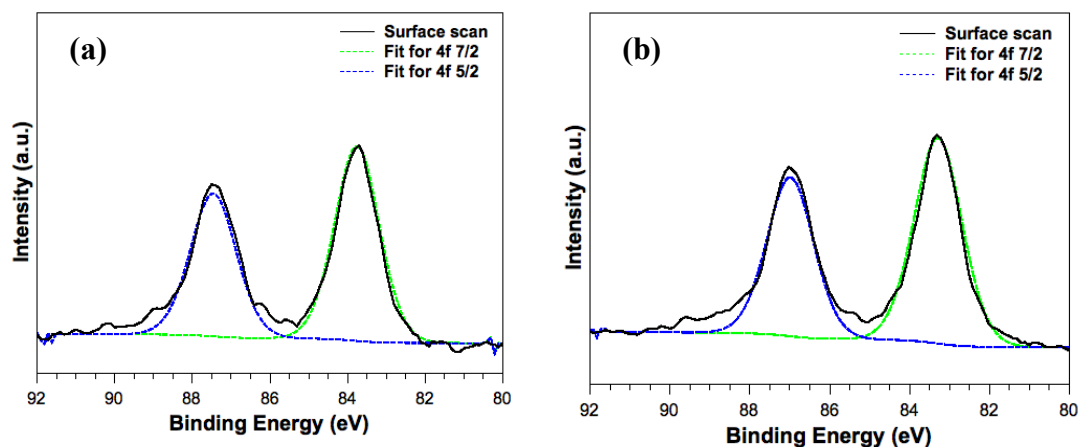 (a)
Surface scan
Fit for 4f 7/2
Fit for 4f 5/2
Intensity (a.u.)
92 90 88 86 84 82 80
Binding Energy (eV)
(b)
Surface scan
Fit for 4f 7/2
Fit for 4f 5/2
Intensity (a.u.)
92 90 88 86 84 82 80
Binding Energy (eV)